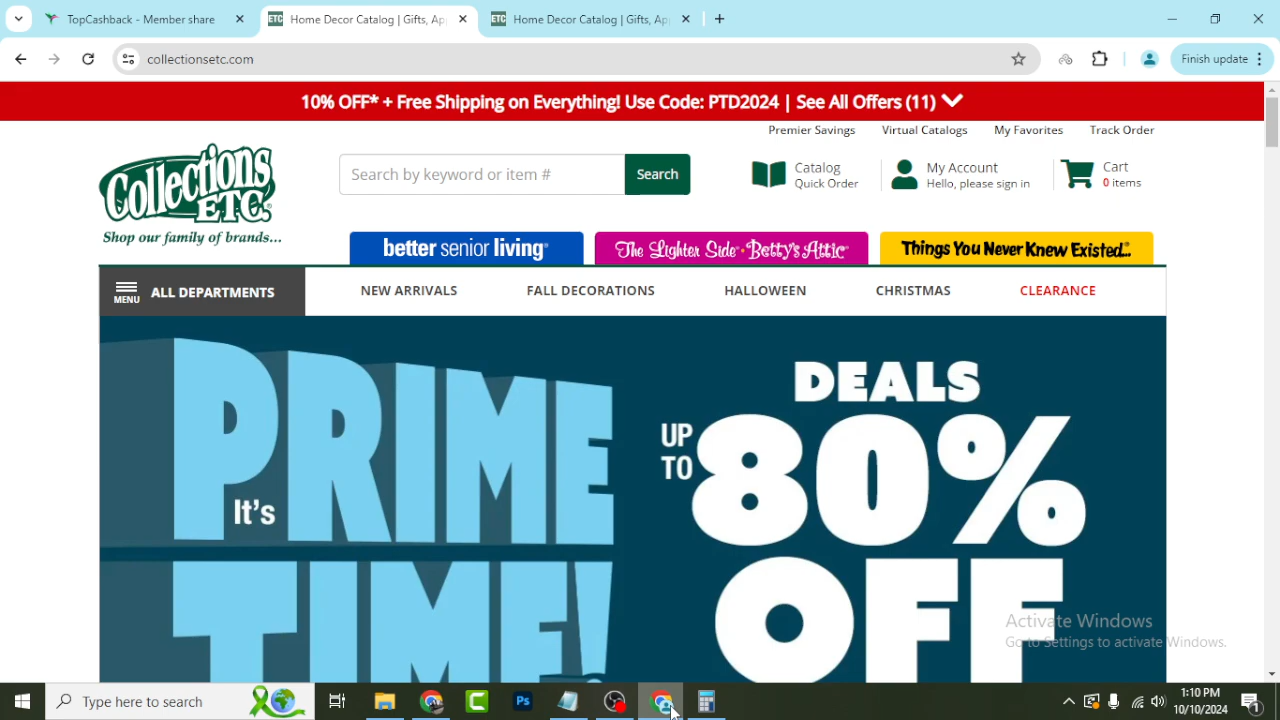 TopCashback - Member share
Home Decor Catalog | Gifts, Ap
Home Decor Catalog | Gifts, Ap
collectionsetc.com
Finish update
10% OFF* + Free Shipping on Everything! Use Code: PTD2024 | See All Offers (11)
Premier Savings
Virtual Catalogs
My Favorites
Track Order
Collections ETC.
Shop our family of brands...
Search by keyword or item #
Search
Catalog
Quick Order
My Account
Hello, please sign in
Cart
0 items
better senior living
The Lighter Side • Betty's Attic
Things You Never Knew Existed...
MENU
ALL DEPARTMENTS
NEW ARRIVALS
FALL DECORATIONS
HALLOWEEN
CHRISTMAS
CLEARANCE
It's
PRIME
TIME!
DEALS
UP
TO
80%
OFF
Activate Windows
Go to Settings to activate Windows.
Type here to search
1:10 PM
10/10/2024
1